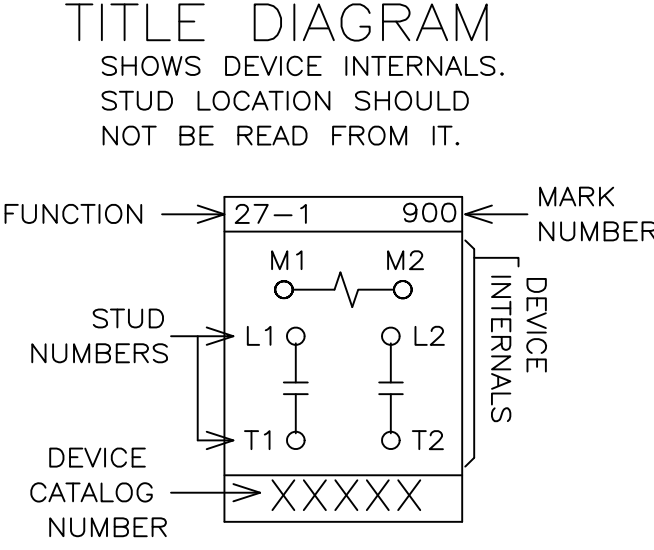 TITLE DIAGRAM
SHOWS DEVICE INTERNALS.
STUD LOCATION SHOULD
NOT BE READ FROM IT.
FUNCTION
27-1
900
MARK
NUMBER
M1
M2
DEVICE
INTERNALS
STUD
NUMBERS
L1
L2
T1
T2
DEVICE
CATALOG
NUMBER
XXXXX